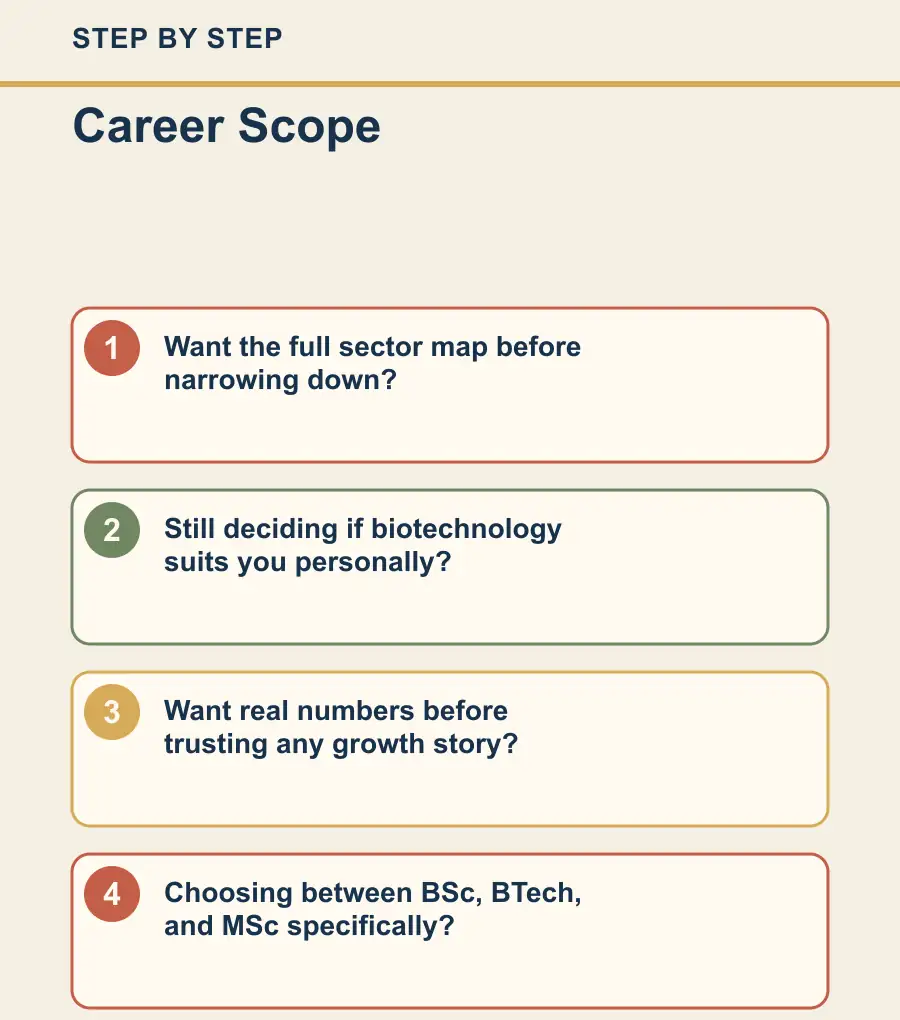 STEP BY STEP
Career Scope
1
Want the full sector map before
narrowing down?
2
Still deciding if biotechnology
suits you personally?
3
Want real numbers before
trusting any growth story?
4
Choosing between BSc, BTech,
and MSc specifically?